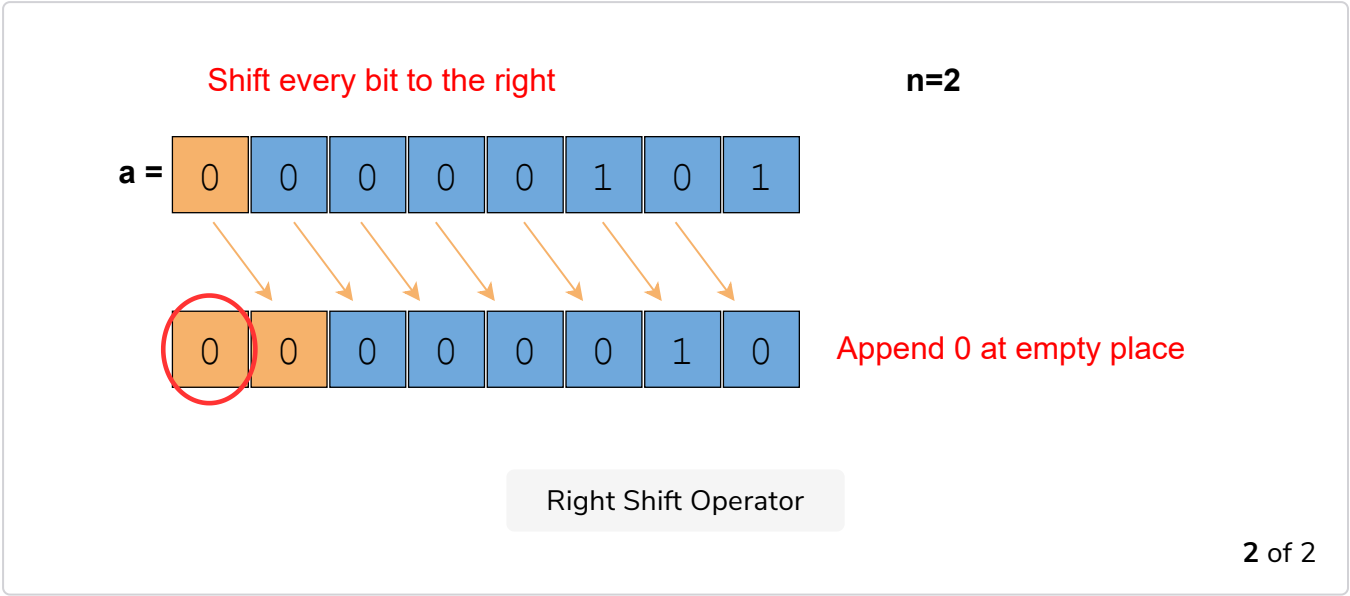 Shift every bit to the right n=2
a = 0 0 0 0 0 1 0 1
0 0 0 0 0 0 1 0 Append 0 at empty place
Right Shift Operator
2 of 2